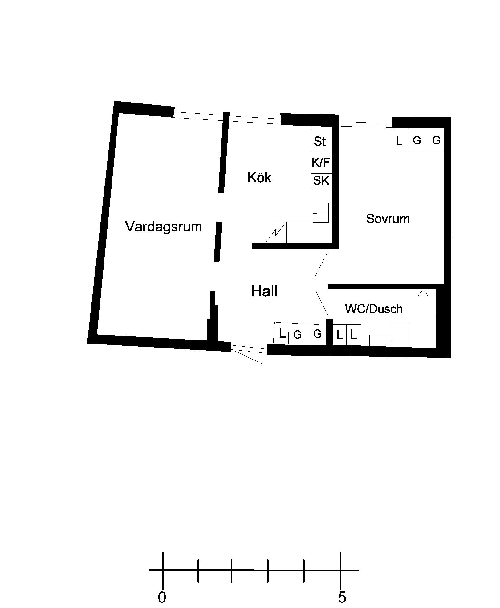 St
L G G
K/F
Kök
SK
Sovrum
Vardagsrum
Hall
WC/Dusch
L G G
L L
0 5